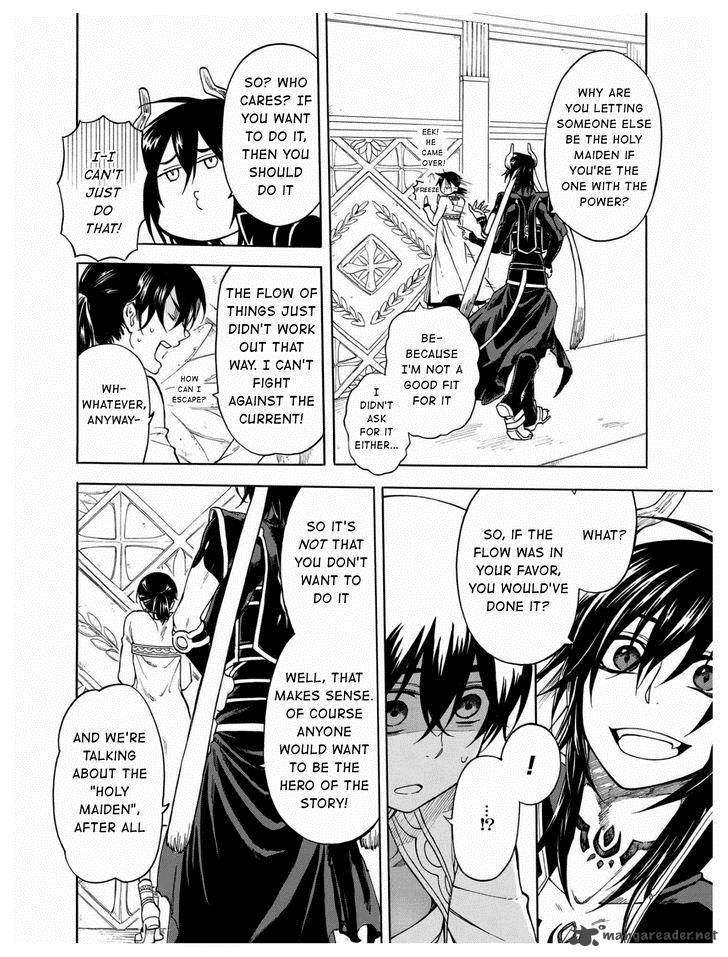 WHY ARE
YOU LETTING
SOMEONE ELSE
BE THE HOLY
MAIDEN IF
YOU'RE THE
ONE WITH THE
POWER?
EEK!
HE
CAME
OVER!
FREEZE
BE-
BECAUSE
I'M NOT A
GOOD FIT
FOR IT
I
DIDN'T
ASK
FOR IT
EITHER...
SO? WHO
CARES? IF
YOU WANT
TO DO IT,
THEN YOU
SHOULD
DO IT
I-I
CAN'T
JUST
DO
THAT!
THE FLOW OF
THINGS JUST
DIDN'T WORK
OUT THAT
WAY. I CAN'T
FIGHT
AGAINST THE
CURRENT!
HOW
CAN I
ESCAPE?
WH-
WHATEVER,
ANYWAY-
WHAT?
SO, IF THE
FLOW WAS IN
YOUR FAVOR,
YOU WOULD'VE
DONE IT?
!
...!?
SO IT'S
NOT THAT
YOU DON'T
WANT TO
DO IT
WELL, THAT
MAKES SENSE.
OF COURSE
ANYONE
WOULD WANT
TO BE THE
HERO OF THE
STORY!
AND WE'RE
TALKING
ABOUT THE
"HOLY
MAIDEN",
AFTER ALL
mangareader.net